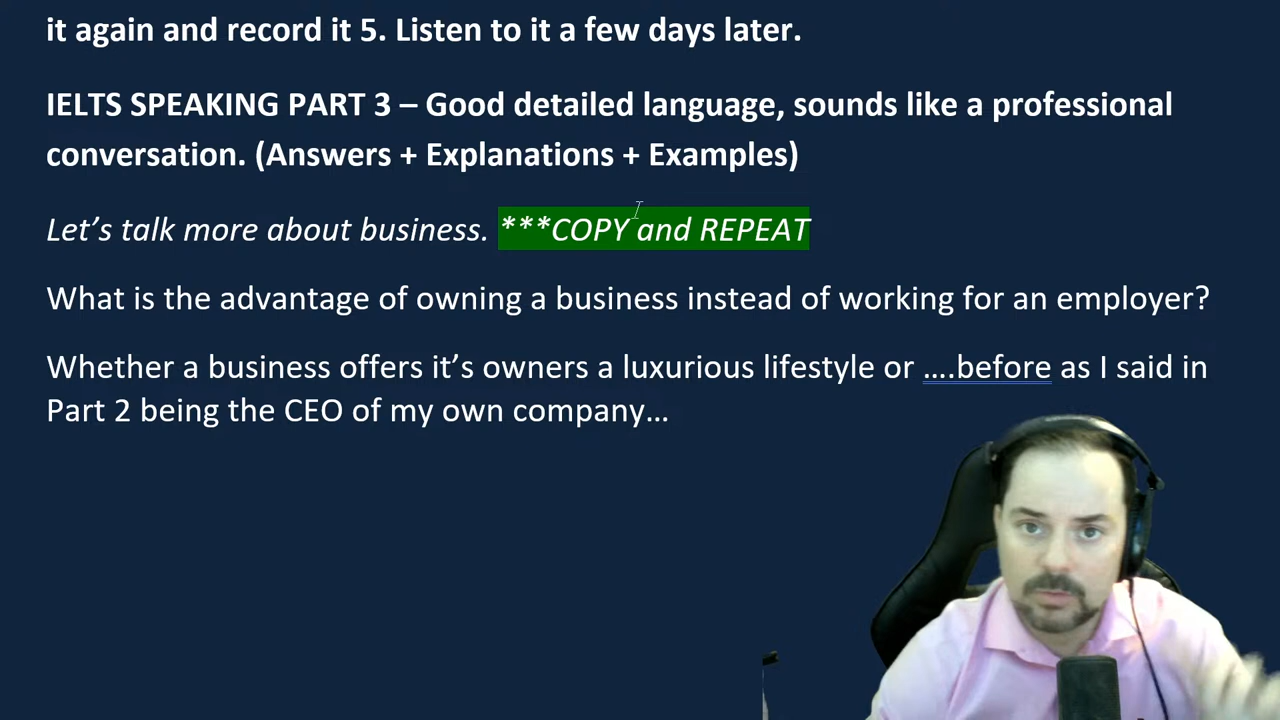 it again and record it 5. Listen to it a few days later.
IELTS SPEAKING PART 3 – Good detailed language, sounds like a professional
conversation. (Answers + Explanations + Examples)
Let’s talk more about business. ***COPY and REPEAT
What is the advantage of owning a business instead of working for an employer?
Whether a business offers it’s owners a luxurious lifestyle or ….before as I said in
Part 2 being the CEO of my own company…